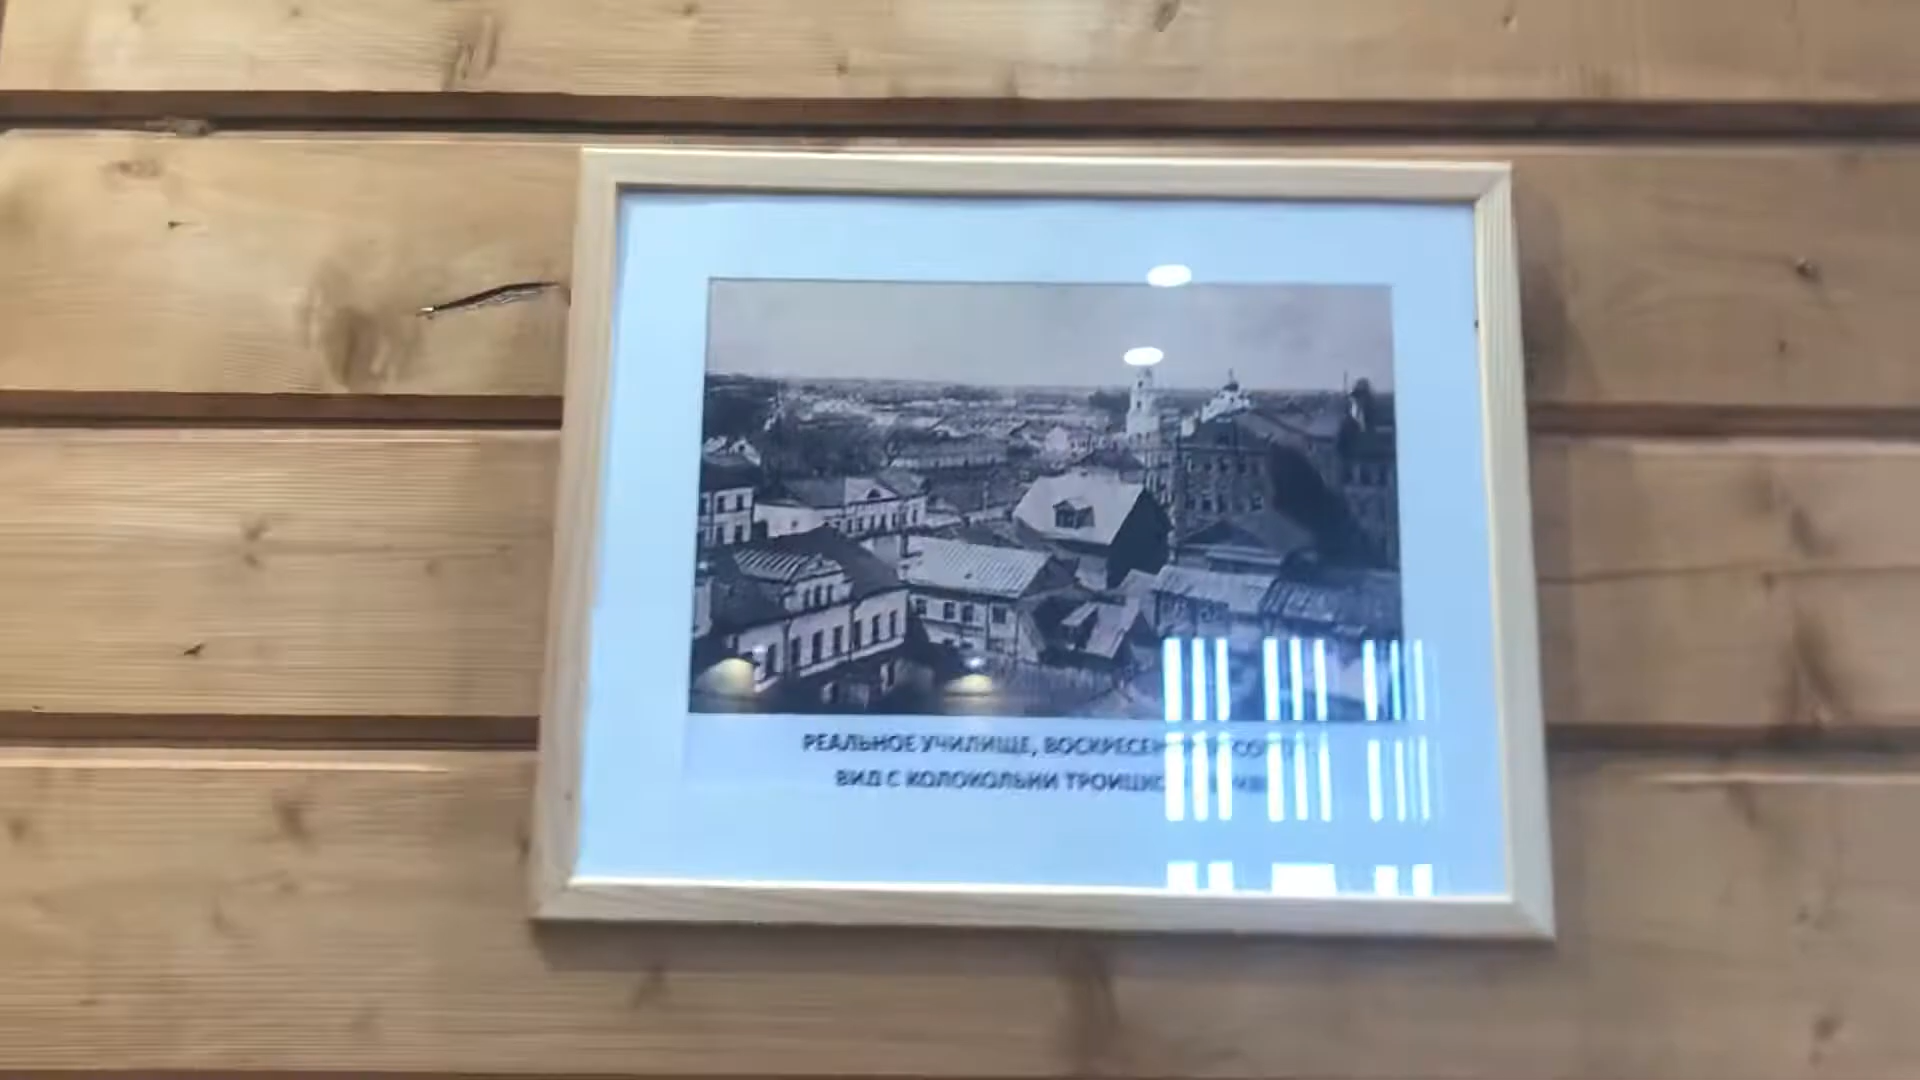 РЕАЛЬНОЕ УЧИЛИЩЕ, ВОСКРЕСЕН
ВИД С КОЛОКОЛЬНИ ТРОИЦКО